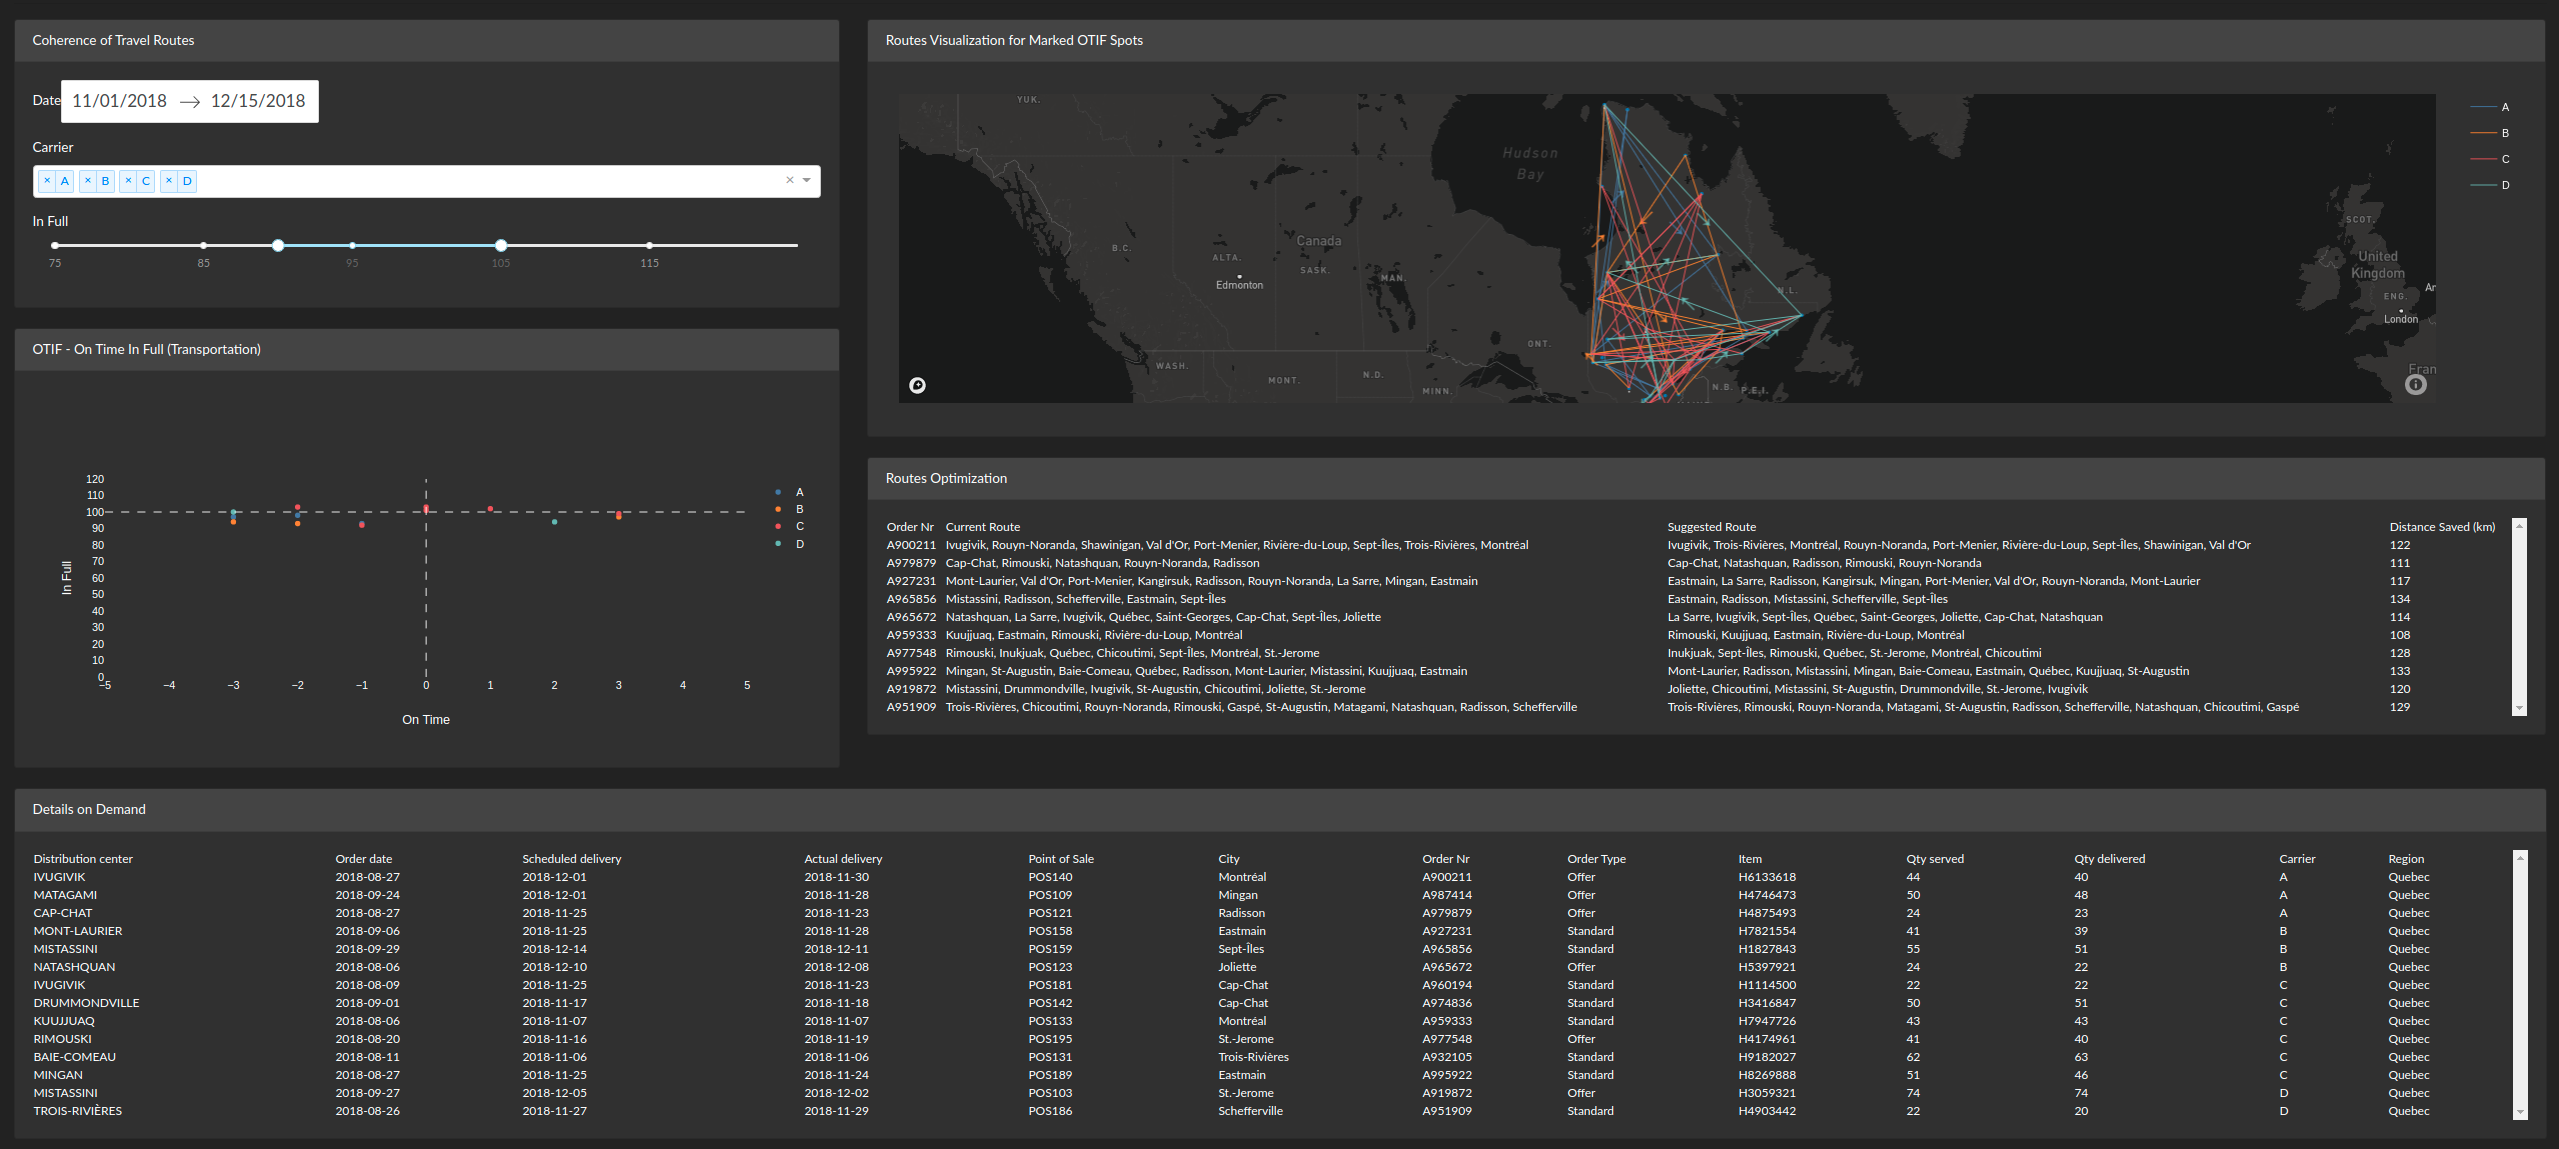 Coherence of Travel Routes
Date 11/01/2018 → 12/15/2018
Carrier
× A × B × C × D
In Full
75 85 95 105 115
OTIF - On Time In Full (Transportation)
120
110
100
90
80
70
60
50
40
30
20
10
0
−5 −4 −3 −2 −1 0 1 2 3 4 5
In Full
On Time
A
B
C
D
Routes Visualization for Marked OTIF Spots
YUK.
Hudson
Bay
B.C.
ALTA.
Canada
SASK.
MAN.
Edmonton
N.L.
ONT.
WASH.
MONT.
N.D.
MINN.
N.B.
P.E.I.
SCOT.
United
Kingdom
ENG.
London
Fran
A
B
C
D
Routes Optimization
Order Nr Current Route Suggested Route Distance Saved (km)
A900211 Ivugivik, Rouyn-Noranda, Shawinigan, Val d'Or, Port-Menier, Rivière-du-Loup, Sept-Îles, Trois-Rivières, Montréal Ivugivik, Trois-Rivières, Montréal, Rouyn-Noranda, Port-Menier, Rivière-du-Loup, Sept-Îles, Shawinigan, Val d'Or 122
A979879 Cap-Chat, Rimouski, Natashquan, Rouyn-Noranda, Radisson Cap-Chat, Natashquan, Radisson, Rimouski, Rouyn-Noranda 111
A927231 Mont-Laurier, Val d'Or, Port-Menier, Kangirsuk, Radisson, Rouyn-Noranda, La Sarre, Mingan, Eastmain Eastmain, La Sarre, Radisson, Kangirsuk, Mingan, Port-Menier, Val d'Or, Rouyn-Noranda, Mont-Laurier 117
A965856 Mistassini, Radisson, Schefferville, Eastmain, Sept-Îles Eastmain, Radisson, Mistassini, Schefferville, Sept-Îles 134
A965672 Natashquan, La Sarre, Ivugivik, Québec, Saint-Georges, Cap-Chat, Sept-Îles, Joliette La Sarre, Ivugivik, Sept-Îles, Québec, Saint-Georges, Joliette, Cap-Chat, Natashquan 114
A959333 Kuujjuaq, Eastmain, Rimouski, Rivière-du-Loup, Montréal Rimouski, Kuujjuaq, Eastmain, Rivière-du-Loup, Montréal 108
A977548 Rimouski, Inukjuak, Québec, Chicoutimi, Sept-Îles, Montréal, St.-Jerome Inukjuak, Sept-Îles, Rimouski, Québec, St.-Jerome, Montréal, Chicoutimi 128
A995922 Mingan, St-Augustin, Baie-Comeau, Québec, Radisson, Mont-Laurier, Mistassini, Kuujjuaq, Eastmain Mont-Laurier, Radisson, Mistassini, Mingan, Baie-Comeau, Eastmain, Québec, Kuujjuaq, St-Augustin 133
A919872 Mistassini, Drummondville, Ivugivik, St-Augustin, Chicoutimi, Joliette, St.-Jerome Joliette, Chicoutimi, Mistassini, St-Augustin, Drummondville, St.-Jerome, Ivugivik 120
A951909 Trois-Rivières, Chicoutimi, Rouyn-Noranda, Rimouski, Gaspé, St-Augustin, Matagami, Natashquan, Radisson, Schefferville Trois-Rivières, Rimouski, Rouyn-Noranda, Matagami, St-Augustin, Radisson, Schefferville, Natashquan, Chicoutimi, Gaspé 129
Details on Demand
Distribution center Order date Scheduled delivery Actual delivery Point of Sale City Order Nr Order Type Item Qty served Qty delivered Carrier Region
IVUGIVIK 2018-08-27 2018-12-01 2018-11-30 POS140 Montréal A900211 Offer H6133618 44 40 A Quebec
MATAGAMI 2018-09-24 2018-12-01 2018-11-28 POS109 Mingan A987414 Offer H4746473 50 48 A Quebec
CAP-CHAT 2018-08-27 2018-11-25 2018-11-23 POS121 Radisson A979879 Offer H4875493 24 23 A Quebec
MONT-LAURIER 2018-09-06 2018-11-25 2018-11-28 POS158 Eastmain A927231 Standard H7821554 41 39 B Quebec
MISTASSINI 2018-09-29 2018-12-14 2018-12-11 POS159 Sept-Îles A965856 Standard H1827843 55 51 B Quebec
NATASHQUAN 2018-08-06 2018-12-10 2018-12-08 POS123 Joliette A965672 Offer H5397921 24 22 B Quebec
IVUGIVIK 2018-08-09 2018-11-25 2018-11-23 POS181 Cap-Chat A960194 Standard H1114500 22 22 C Quebec
DRUMMONDVILLE 2018-09-01 2018-11-17 2018-11-18 POS142 Cap-Chat A974836 Standard H3416847 50 51 C Quebec
KUUJJUAQ 2018-08-06 2018-11-07 2018-11-07 POS133 Montréal A959333 Standard H7947726 43 43 C Quebec
RIMOUSKI 2018-08-20 2018-11-16 2018-11-19 POS195 St.-Jerome A977548 Offer H4174961 41 40 C Quebec
BAIE-COMEAU 2018-08-11 2018-11-06 2018-11-06 POS131 Trois-Rivières A932105 Standard H9182027 62 63 C Quebec
MINGAN 2018-08-27 2018-11-25 2018-11-24 POS189 Eastmain A995922 Standard H8269888 51 46 C Quebec
MISTASSINI 2018-09-27 2018-12-05 2018-12-02 POS103 St.-Jerome A919872 Offer H3059321 74 74 D Quebec
TROIS-RIVIÈRES 2018-08-26 2018-11-27 2018-11-29 POS186 Schefferville A951909 Standard H4903442 22 20 D Quebec